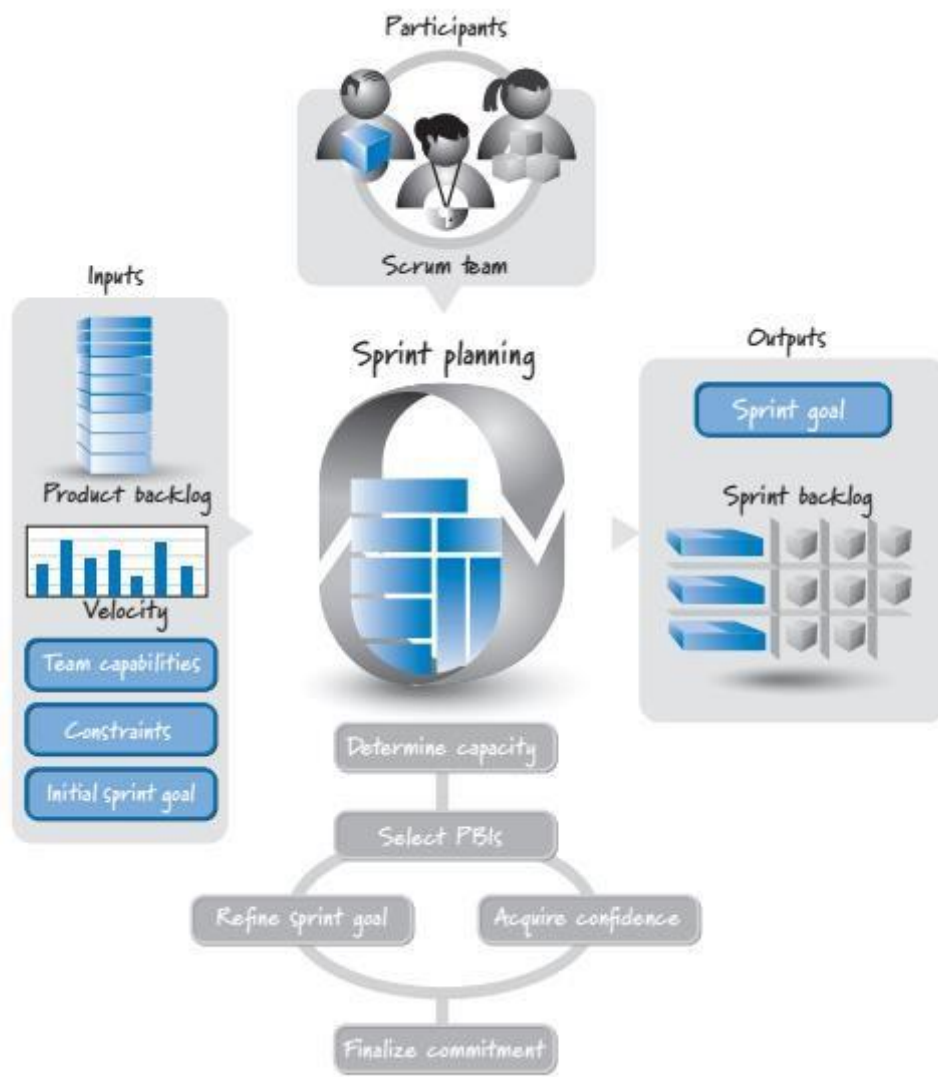 Participants
Scrum team
Inputs
Product backlog
Velocity
Team capabilities
Constraints
Initial sprint goal
Sprint planning
Outputs
Sprint goal
Sprint backlog
Determine capacity
Select PBIs
Refine sprint goal
Acquire confidence
Finalize commitment